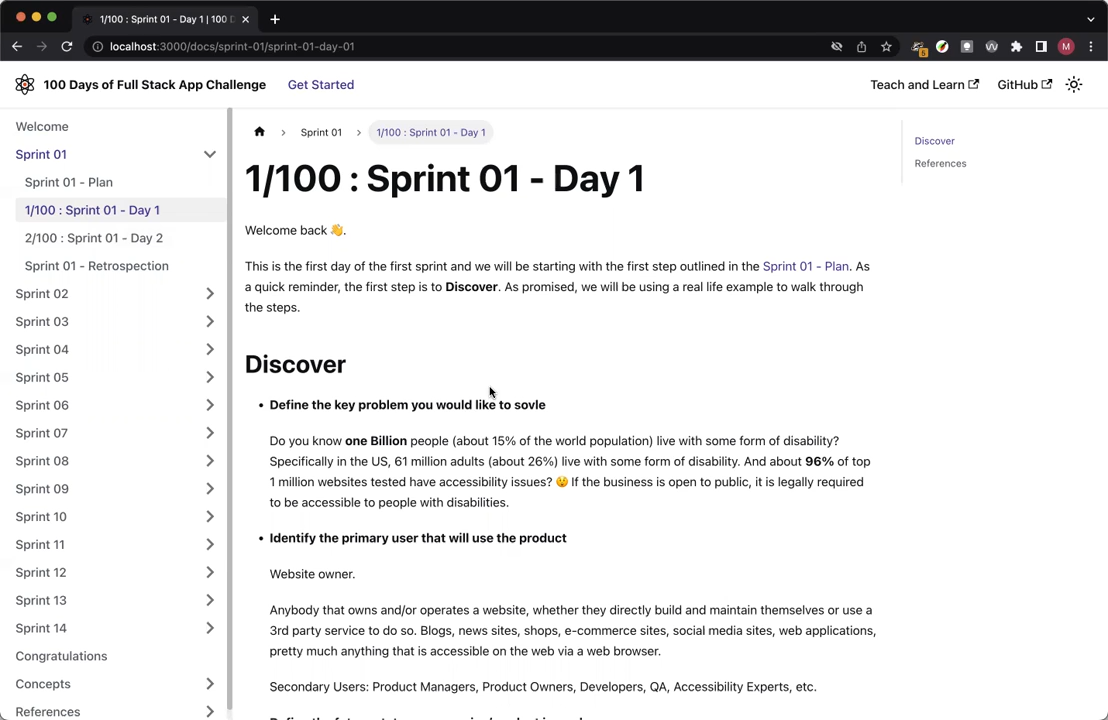 1/100 : Sprint 01 - Day 1 | 100 D
localhost:3000/docs/sprint-01/sprint-01-day-01
6
M
100 Days of Full Stack App Challenge
Get Started
Teach and Learn
GitHub
Welcome
Sprint 01
Sprint 01 - Plan
1/100 : Sprint 01 - Day 1
2/100 : Sprint 01 - Day 2
Sprint 01 - Retrospection
Sprint 02
Sprint 03
Sprint 04
Sprint 05
Sprint 06
Sprint 07
Sprint 08
Sprint 09
Sprint 10
Sprint 11
Sprint 12
Sprint 13
Sprint 14
Congratulations
Concepts
References
Sprint 01
1/100 : Sprint 01 - Day 1
1/100 : Sprint 01 - Day 1
Welcome back 👋.
This is the first day of the first sprint and we will be starting with the first step outlined in the Sprint 01 - Plan. As
a quick reminder, the first step is to Discover. As promised, we will be using a real life example to walk through
the steps.
Discover
• Define the key problem you would like to sovle
Do you know one Billion people (about 15% of the world population) live with some form of disability?
Specifically in the US, 61 million adults (about 26%) live with some form of disability. And about 96% of top
1 million websites tested have accessibility issues? 😲 If the business is open to public, it is legally required
to be accessible to people with disabilities.
• Identify the primary user that will use the product
Website owner.
Anybody that owns and/or operates a website, whether they directly build and maintain themselves or use a
3rd party service to do so. Blogs, news sites, shops, e-commerce sites, social media sites, web applications,
pretty much anything that is accessible on the web via a web browser.
Secondary Users: Product Managers, Product Owners, Developers, QA, Accessibility Experts, etc.
Discover
References